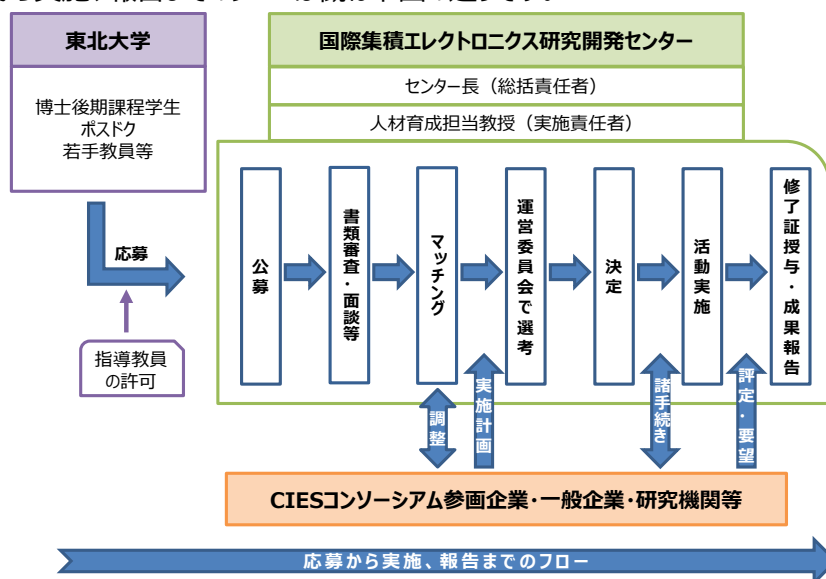 東北大学
博士後期課程学生
ポスドク
若手教員等
応募
指導教員
の許可
国際集積エレクトロニクス研究開発センター
センター長（総括責任者）
人材育成担当教授（実施責任者）
公募
書類審査・面談等
マッチング
運営委員会で選考
決定
活動実施
修了証授与・成果報告
調整
実施計画
諸手続き
評定・要望
CIESコンソーシアム参画企業・一般企業・研究機関等
応募から実施、報告までのフロー